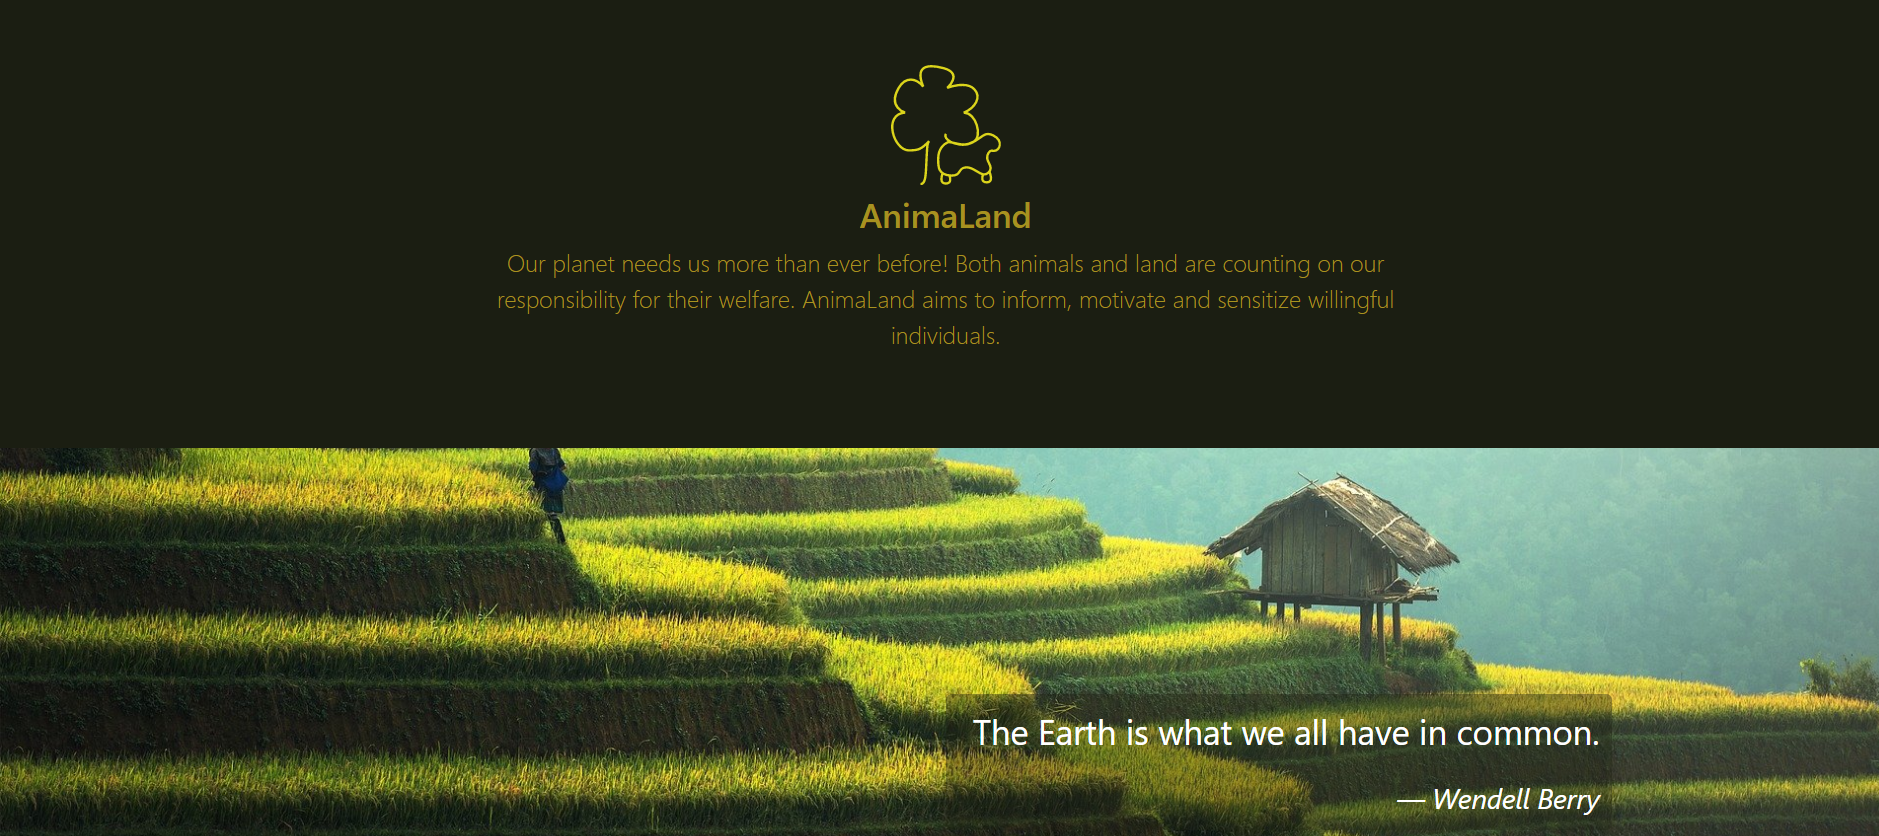 AnimaLand
Our planet needs us more than ever before! Both animals and land are counting on our
responsibility for their welfare. AnimaLand aims to inform, motivate and sensitize willingful
individuals.
The Earth is what we all have in common.
— Wendell Berry